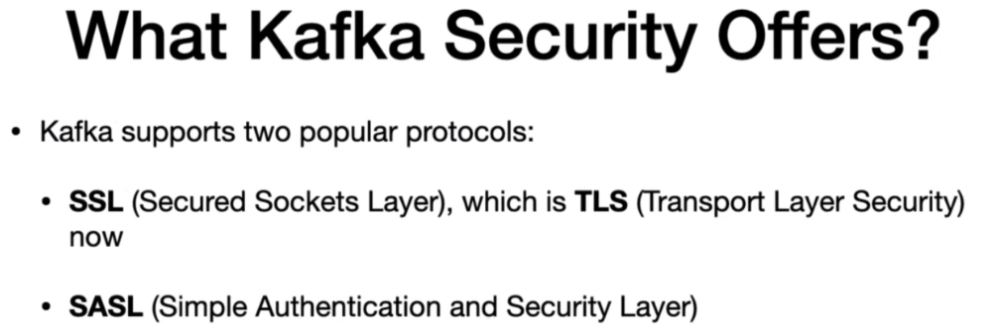 What Kafka Security Offers?
• Kafka supports two popular protocols:
• SSL (Secured Sockets Layer), which is TLS (Transport Layer Security)
now
• SASL (Simple Authentication and Security Layer)